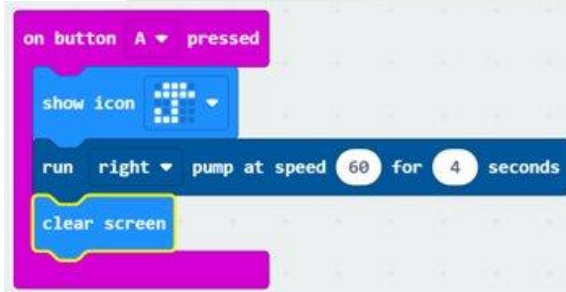 on button A pressed
show icon
run right pump at speed 60 for 4 seconds
clear screen